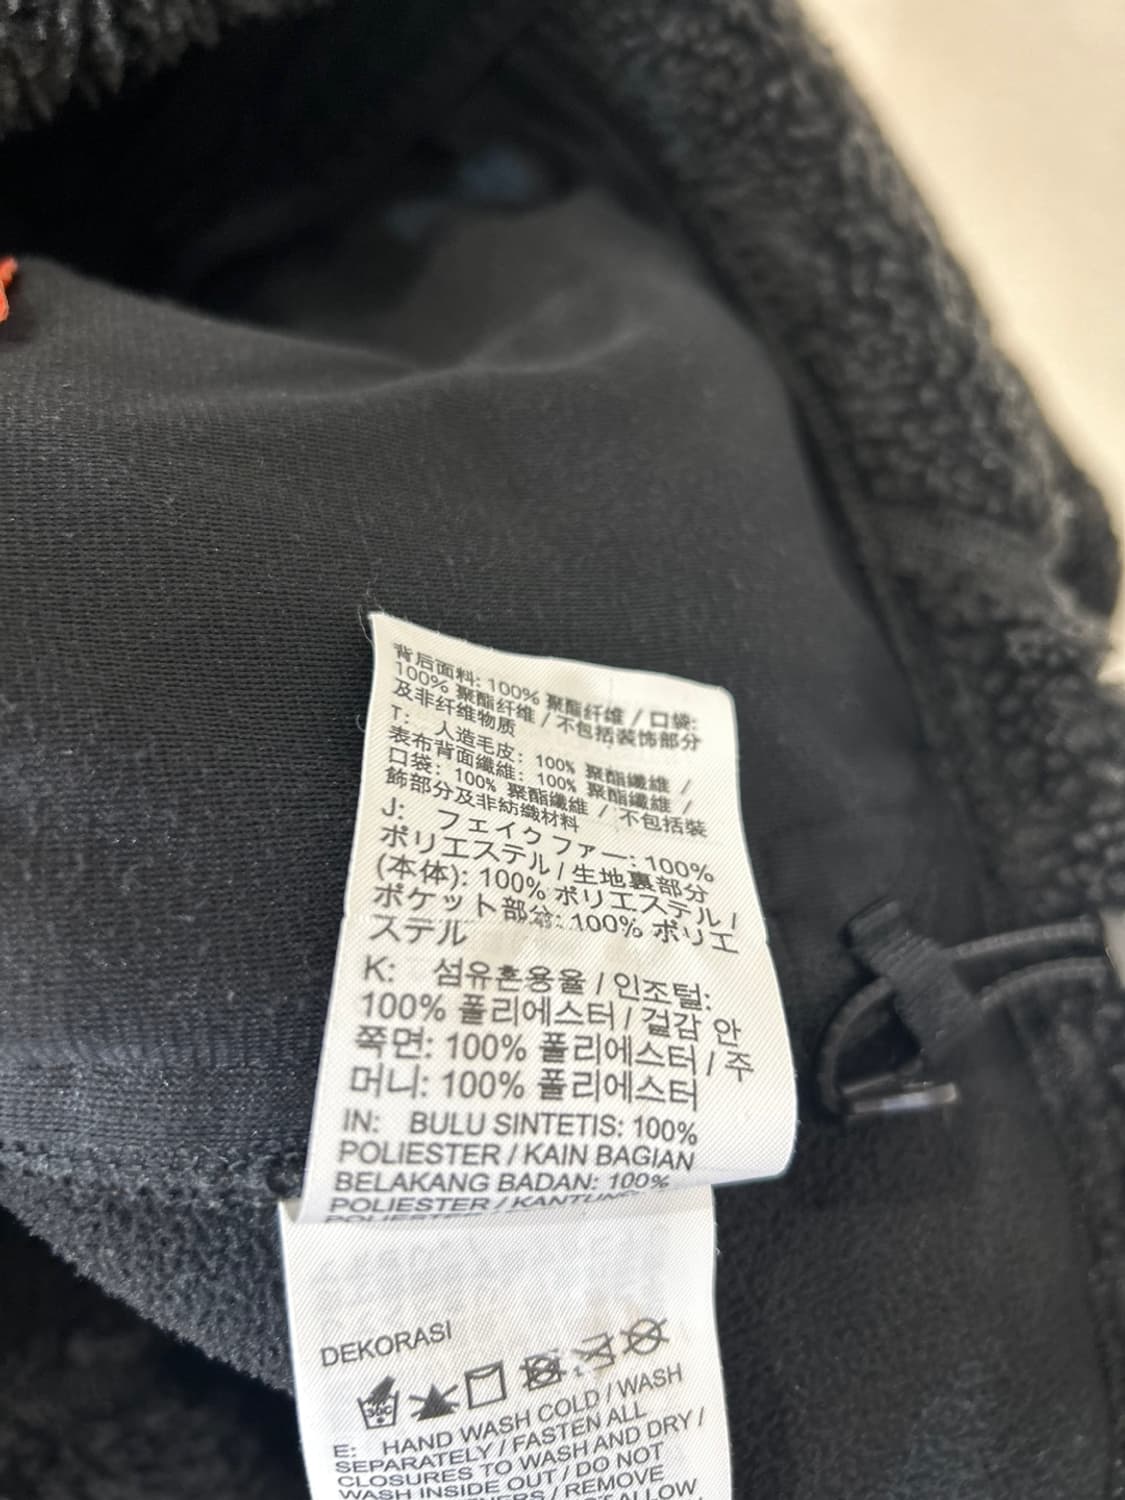 背后面料: 100% 聚酯纤维 / 口袋:
100% 聚酯纤维 / 不包括装饰部分
及非纤维物质
T: 人造毛皮: 100% 聚酯纖維 /
表布背面纖維: 100% 聚酯纖維 /
口袋: 100% 聚酯纖維 / 不包括裝
飾部分及非紡織材料
J: フェイクファー: 100%
ポリエステル / 生地裏部分
(本体): 100% ポリエステル /
ポケット部分: 100% ポリエ
ステル
K: 섬유혼용율 / 인조털:
100% 폴리에스터 / 겉감 안
쪽면: 100% 폴리에스터 / 주
머니: 100% 폴리에스터
IN: BULU SINTETIS: 100%
POLIESTER / KAIN BAGIAN
BELAKANG BADAN: 100%
POLIESTER / KANTUNG:
DEKORASI
30C
E: HAND WASH COLD / WASH
SEPARATELY / FASTEN ALL
CLOSURES TO WASH AND DRY /
WASH INSIDE OUT / DO NOT
/ REMOVE
ALLOW